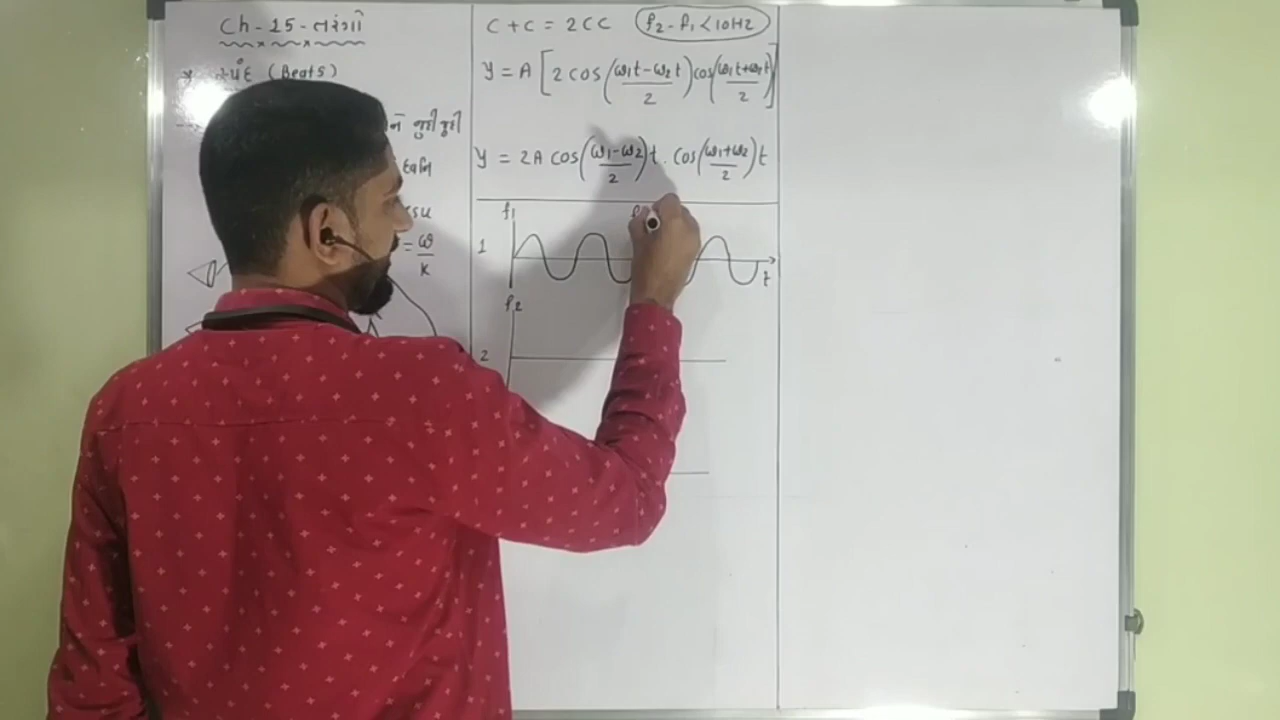 Ch - 15 - તરંગો
સ્પંદ (Beats)
ને જુદી જુદી
= ω/k
C + C = 2 C C
f₂ - f₁ < 10Hz
y = A [2 cos(ω₁t - ω₂t / 2) cos(ω₁t + ω₂t / 2)]
y = 2A cos(ω₁ - ω₂ / 2)t . cos(ω₁ + ω₂ / 2)t
f₁
1
t
f₂
2